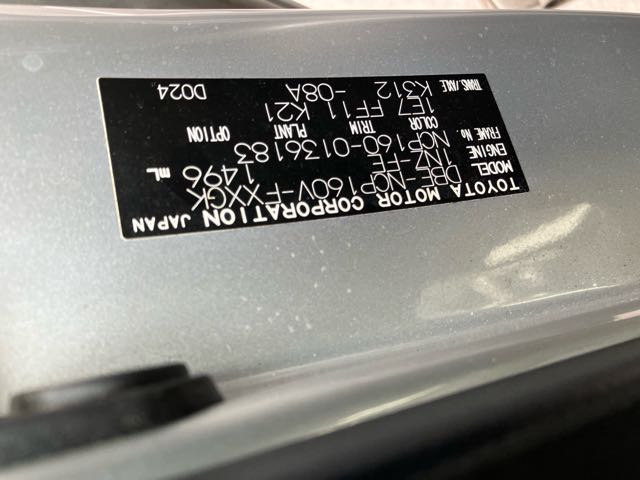 TOYOTA MOTOR CORPORATION JAPAN
MODEL DBE-NCP160V-FXXGK
ENGINE 1NZ-FE 1496 mL
FRAME No. NCP160-0136183
COLOR TRIM PLANT OPTION
1E7 FF11 K21
TRANS./AXLE K312 -08A D024